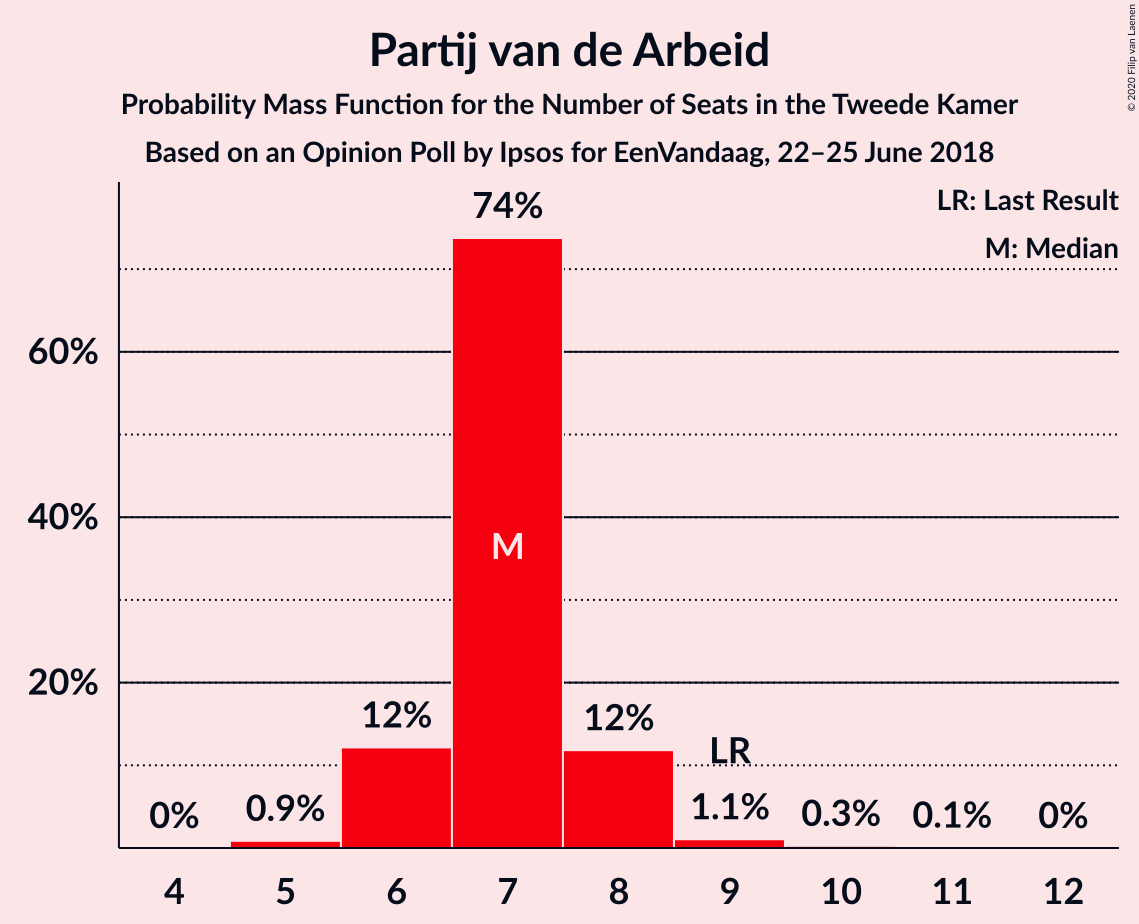 Partij van de Arbeid
Probability Mass Function for the Number of Seats in the Tweede Kamer
Based on an Opinion Poll by Ipsos for EenVandaag, 22–25 June 2018
© 2020 Filip van Laenen
LR: Last Result
M: Median
74%
60%
40%
M
20%
12%
12%
LR
0%
0.9%
1.1%
0.3%
0.1%
0%
4 5 6 7 8 9 10 11 12